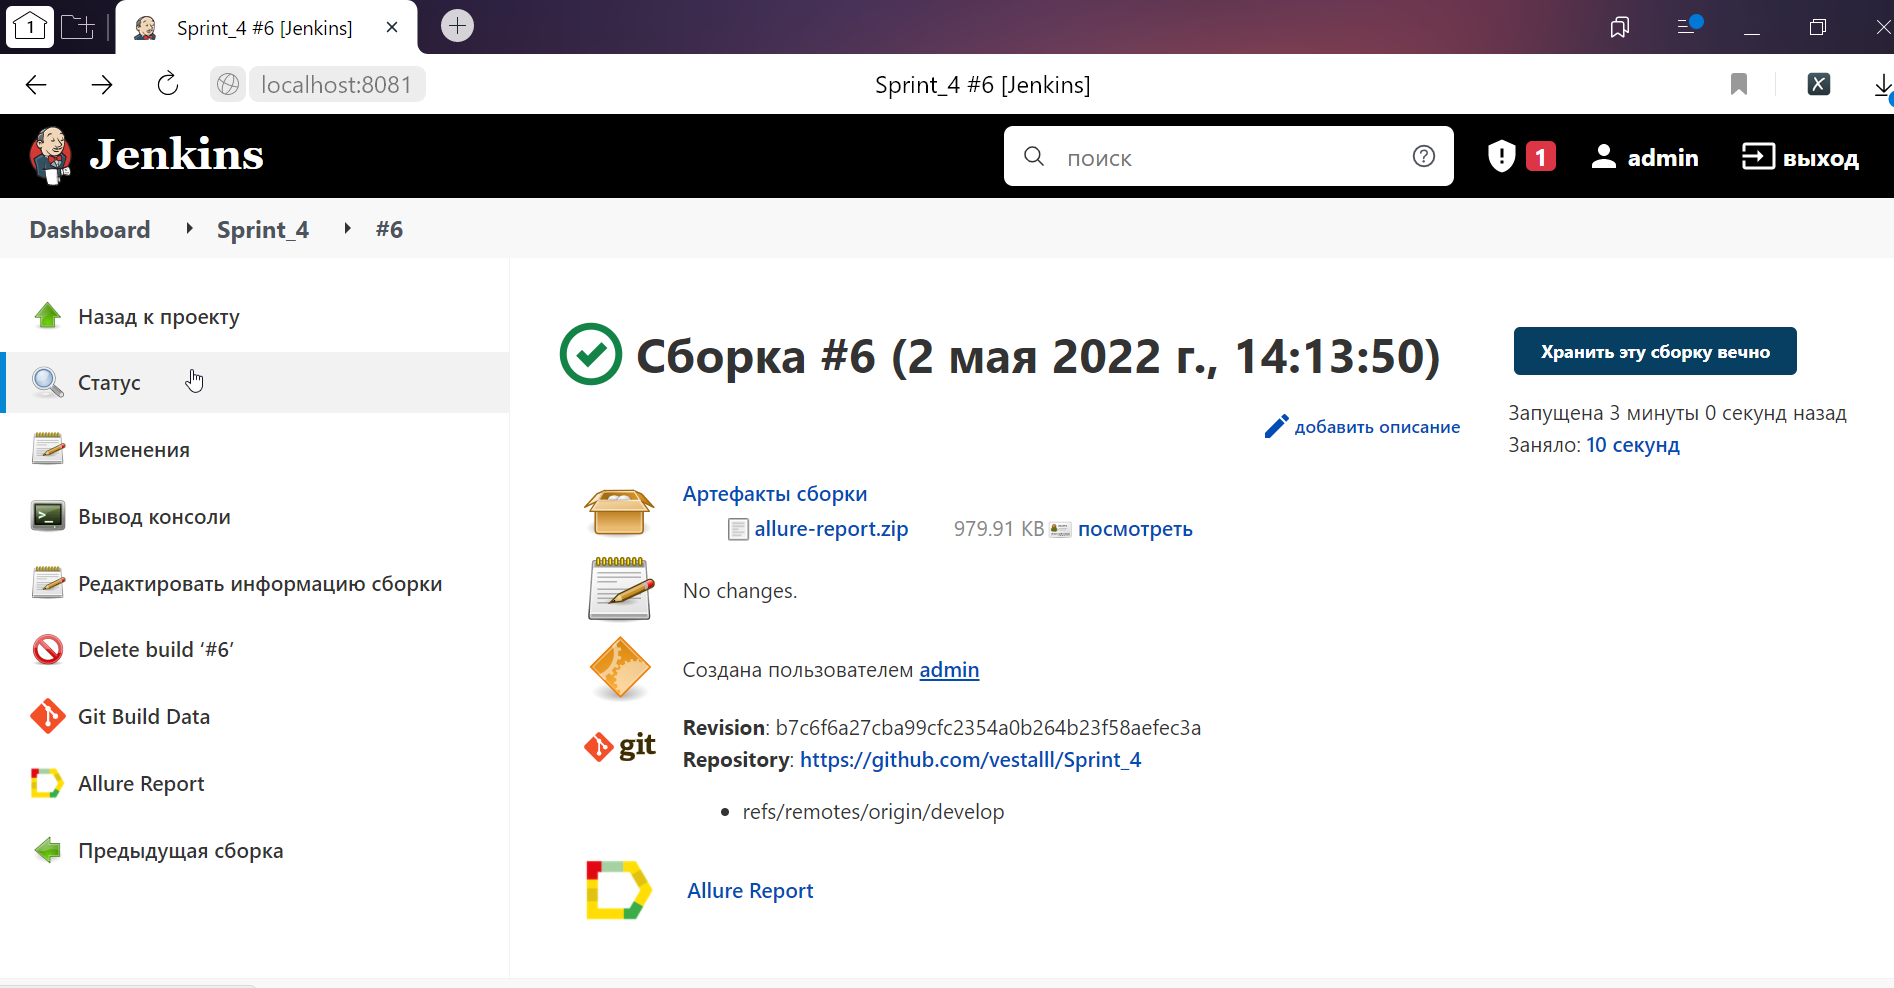 1
Sprint_4 #6 [Jenkins]
localhost:8081
Sprint_4 #6 [Jenkins]
Jenkins
поиск
1
admin
выход
Dashboard
Sprint_4
#6
Назад к проекту
Статус
Изменения
Вывод консоли
Редактировать информацию сборки
Delete build ‘#6’
Git Build Data
Allure Report
Предыдущая сборка
Сборка #6 (2 мая 2022 г., 14:13:50)
Хранить эту сборку вечно
добавить описание
Запущена 3 минуты 0 секунд назад
Заняло: 10 секунд
Артефакты сборки
allure-report.zip 979.91 KB посмотреть
No changes.
Создана пользователем admin
git
Revision: b7c6f6a27cba99cfc2354a0b264b23f58aefec3a
Repository: https://github.com/vestalll/Sprint_4
• refs/remotes/origin/develop
Allure Report